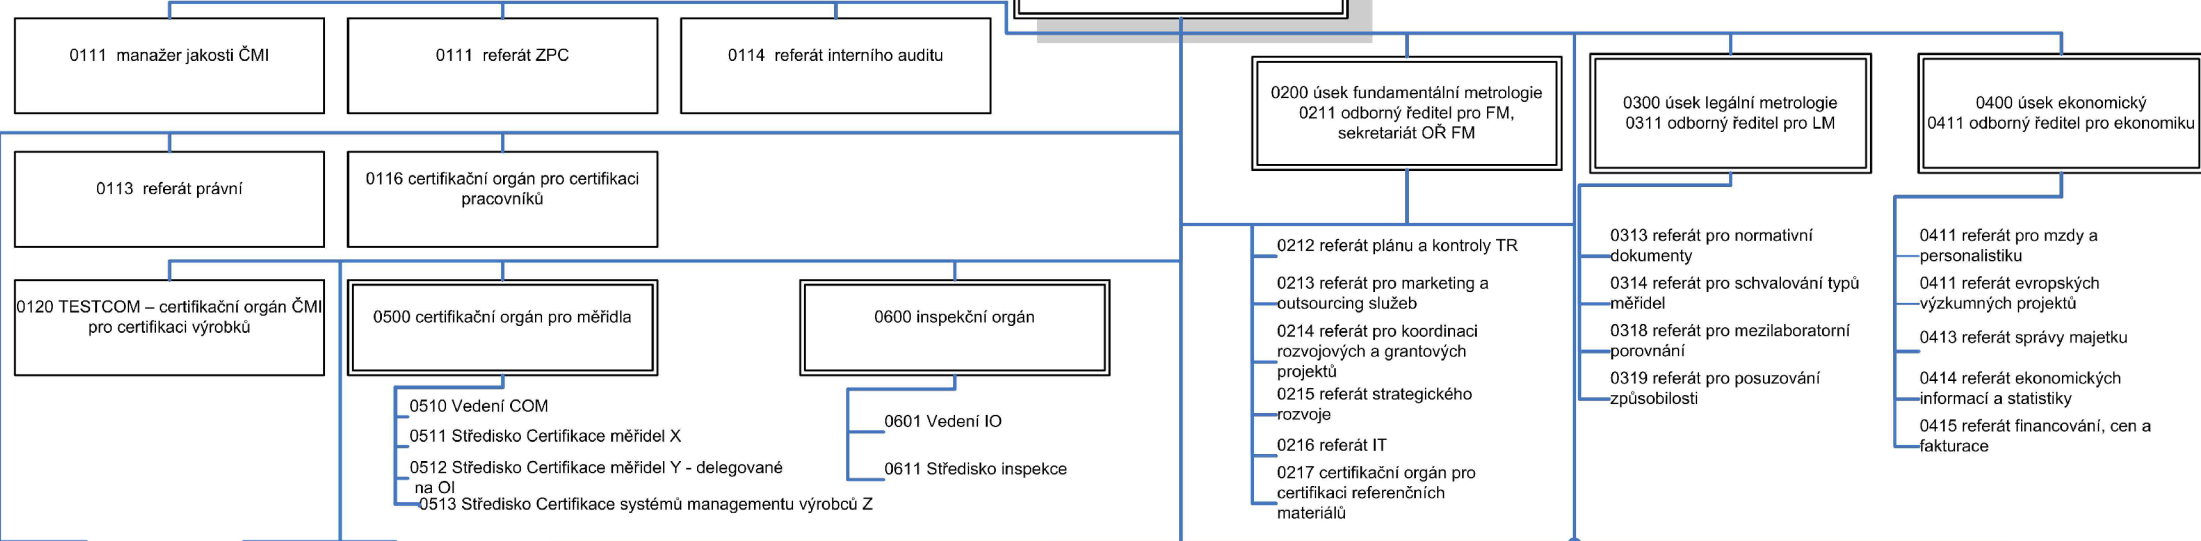 0111 manažer jakosti ČMI
0111 referát ZPC
0114 referát interního auditu
0200 úsek fundamentální metrologie
0211 odborný ředitel pro FM,
sekretariát OŘ FM
0300 úsek legální metrologie
0311 odborný ředitel pro LM
0400 úsek ekonomický
0411 odborný ředitel pro ekonomiku
0113 referát právní
0116 certifikační orgán pro certifikaci
pracovníků
0120 TESTCOM – certifikační orgán ČMI
pro certifikaci výrobků
0500 certifikační orgán pro měřidla
0600 inspekční orgán
0510 Vedení COM
0511 Středisko Certifikace měřidel X
0512 Středisko Certifikace měřidel Y - delegované
na OI
0513 Středisko Certifikace systémů managementu výrobců Z
0601 Vedení IO
0611 Středisko inspekce
0212 referát plánu a kontroly TR
0213 referát pro marketing a
outsourcing služeb
0214 referát pro koordinaci
rozvojových a grantových
projektů
0215 referát strategického
rozvoje
0216 referát IT
0217 certifikační orgán pro
certifikaci referenčních
materiálů
0313 referát pro normativní
dokumenty
0314 referát pro schvalování typů
měřidel
0318 referát pro mezilaboratorní
porovnání
0319 referát pro posuzování
způsobilosti
0411 referát pro mzdy a
personalistiku
0411 referát evropských
výzkumných projektů
0413 referát správy majetku
0414 referát ekonomických
informací a statistiky
0415 referát financování, cen a
fakturace